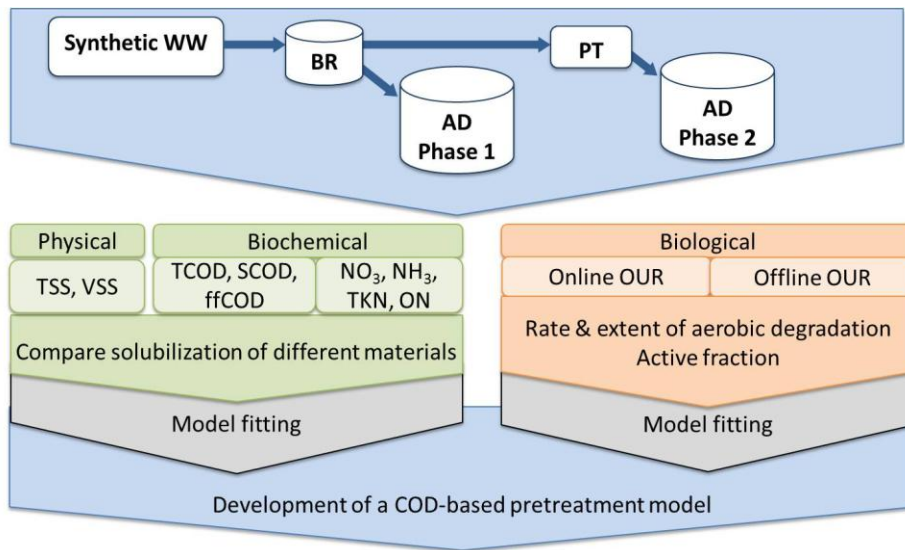 Synthetic WW
BR
PT
AD
Phase 1
AD
Phase 2
Physical
Biochemical
TSS, VSS
TCOD, SCOD,
ffCOD
NO₃, NH₃,
TKN, ON
Compare solubilization of different materials
Model fitting
Biological
Online OUR
Offline OUR
Rate & extent of aerobic degradation
Active fraction
Model fitting
Development of a COD-based pretreatment model